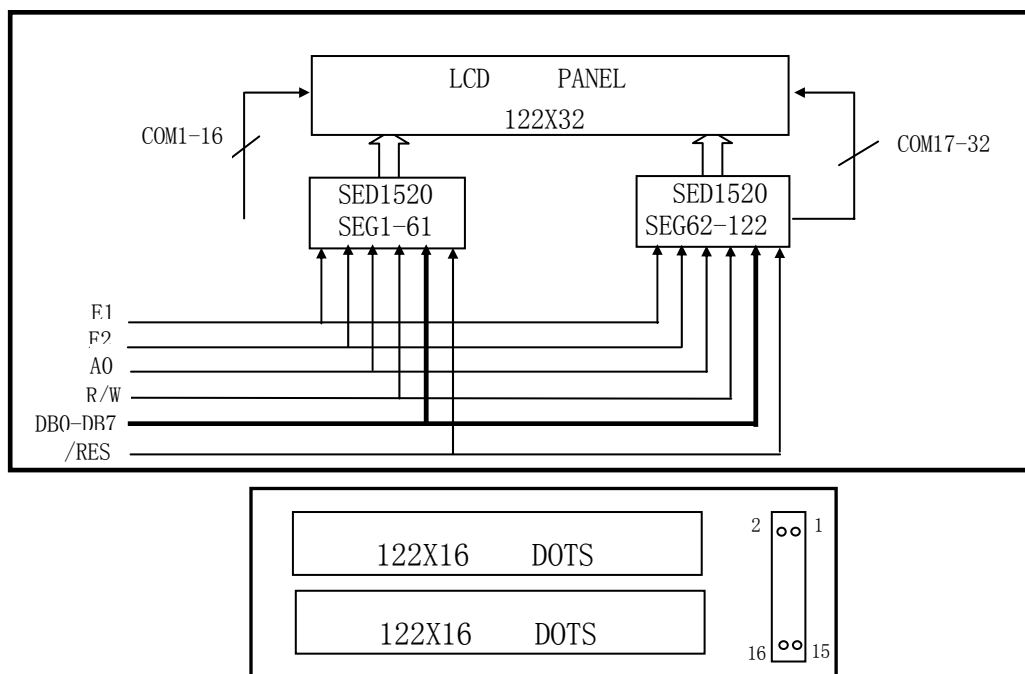 LCD PANEL
122X32
COM1-16
COM17-32
SED1520
SEG1-61
SED1520
SEG62-122
E1
E2
A0
R/W
DB0-DB7
/RES
122X16 DOTS
2 1
122X16 DOTS
16 15